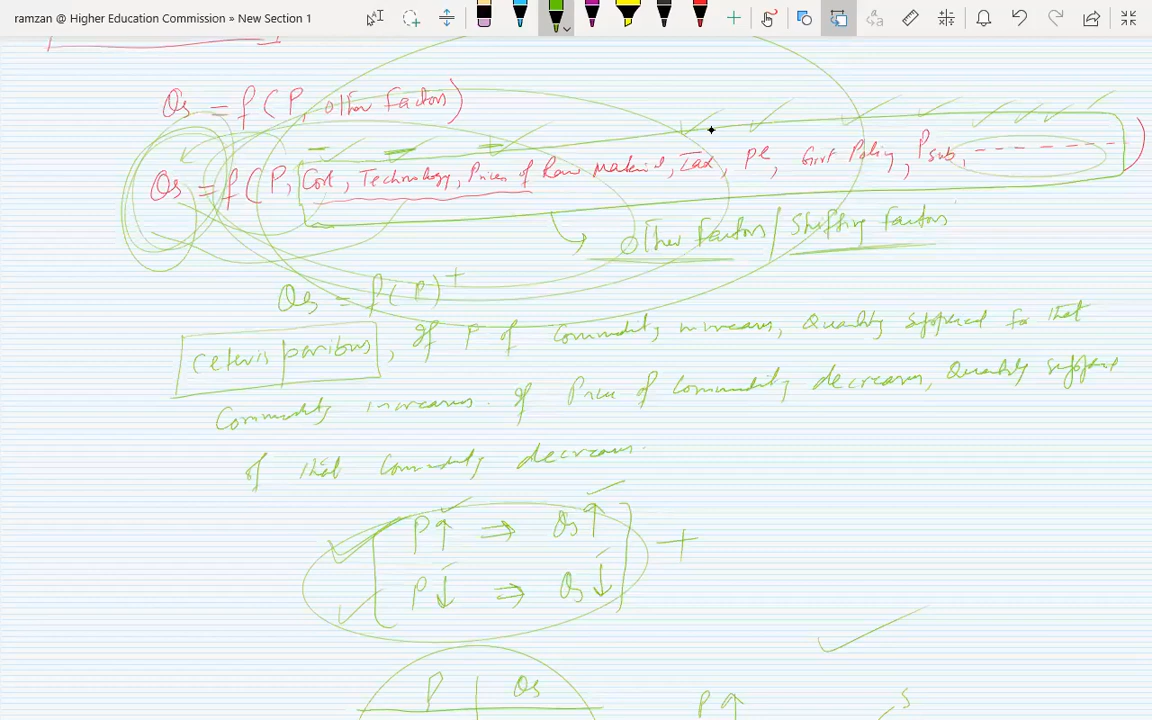 ramzan @ Higher Education Commission » New Section 1
Qs = f(P, other factors)
Qs = f(P, Cost, Technology, Prices of Raw Material, Tax, Pe, Govt Policy, Psub, - - - - - - - -)
other factors / Shifting factors
Qs = f(P)+
Ceteris paribus, If P of Commodity increases, Quantity supplied for that
Commodity increases. If Price of Commodity decreases, Quantity supplied
of that Commodity decreases.
P↑ ⇒ Qs↑
+
P↓ ⇒ Qs↓
P | Qs
P↑
S